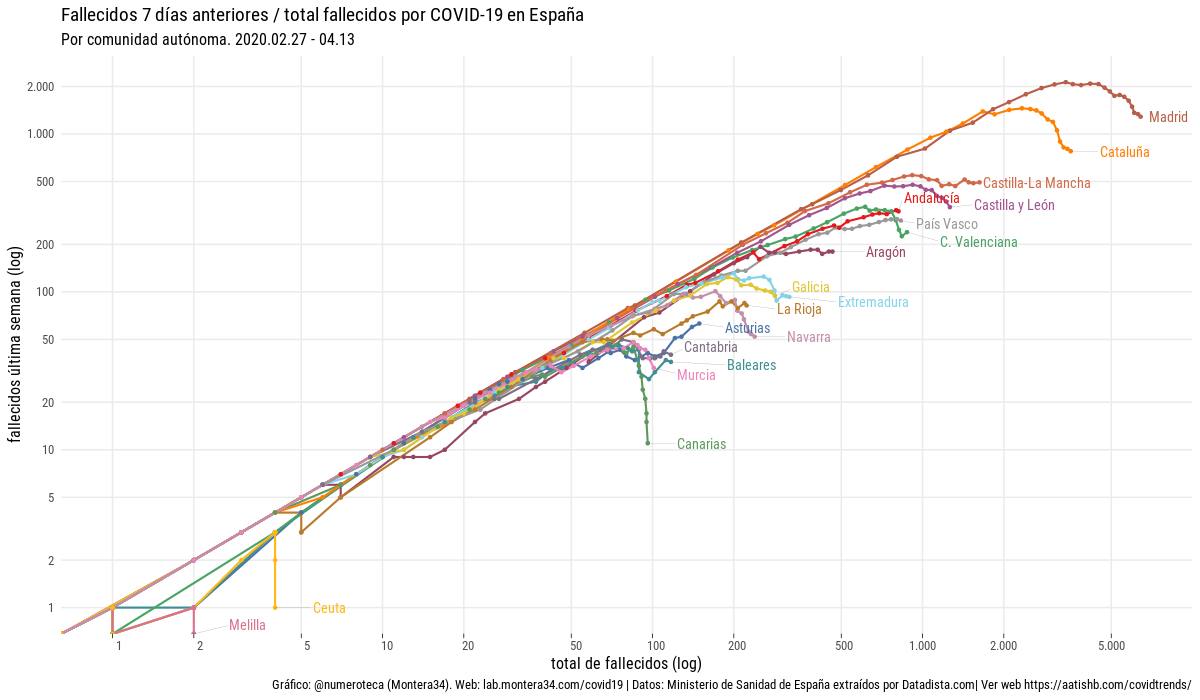 Fallecidos 7 días anteriores / total fallecidos por COVID-19 en España
Por comunidad autónoma. 2020.02.27 - 04.13
fallecidos última semana (log)
2.000
1.000
500
200
100
50
20
10
5
2
1
Madrid
Cataluña
Castilla-La Mancha
Andalucía
Castilla y León
País Vasco
C. Valenciana
Aragón
Galicia
Extremadura
La Rioja
Asturias
Navarra
Cantabria
Baleares
Murcia
Canarias
Ceuta
Melilla
1
2
5
10
20
50
100
200
500
1.000
2.000
5.000
total de fallecidos (log)
Gráfico: @numeroteca (Montera34). Web: lab.montera34.com/covid19 | Datos: Ministerio de Sanidad de España extraídos por Datadista.com| Ver web https://aatishb.com/covidtrends/